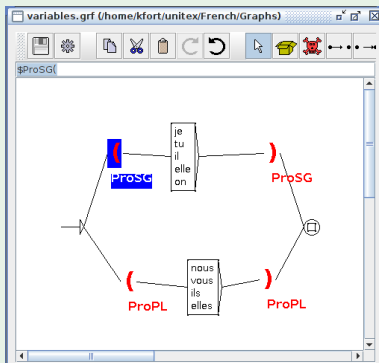 variables.grf (/home/kfort/unitex/French/Graphs)
$ProSG(
je
tu
il
elle
on
( )
ProSG ProSG
nous
vous
ils
elles
( )
ProPL ProPL